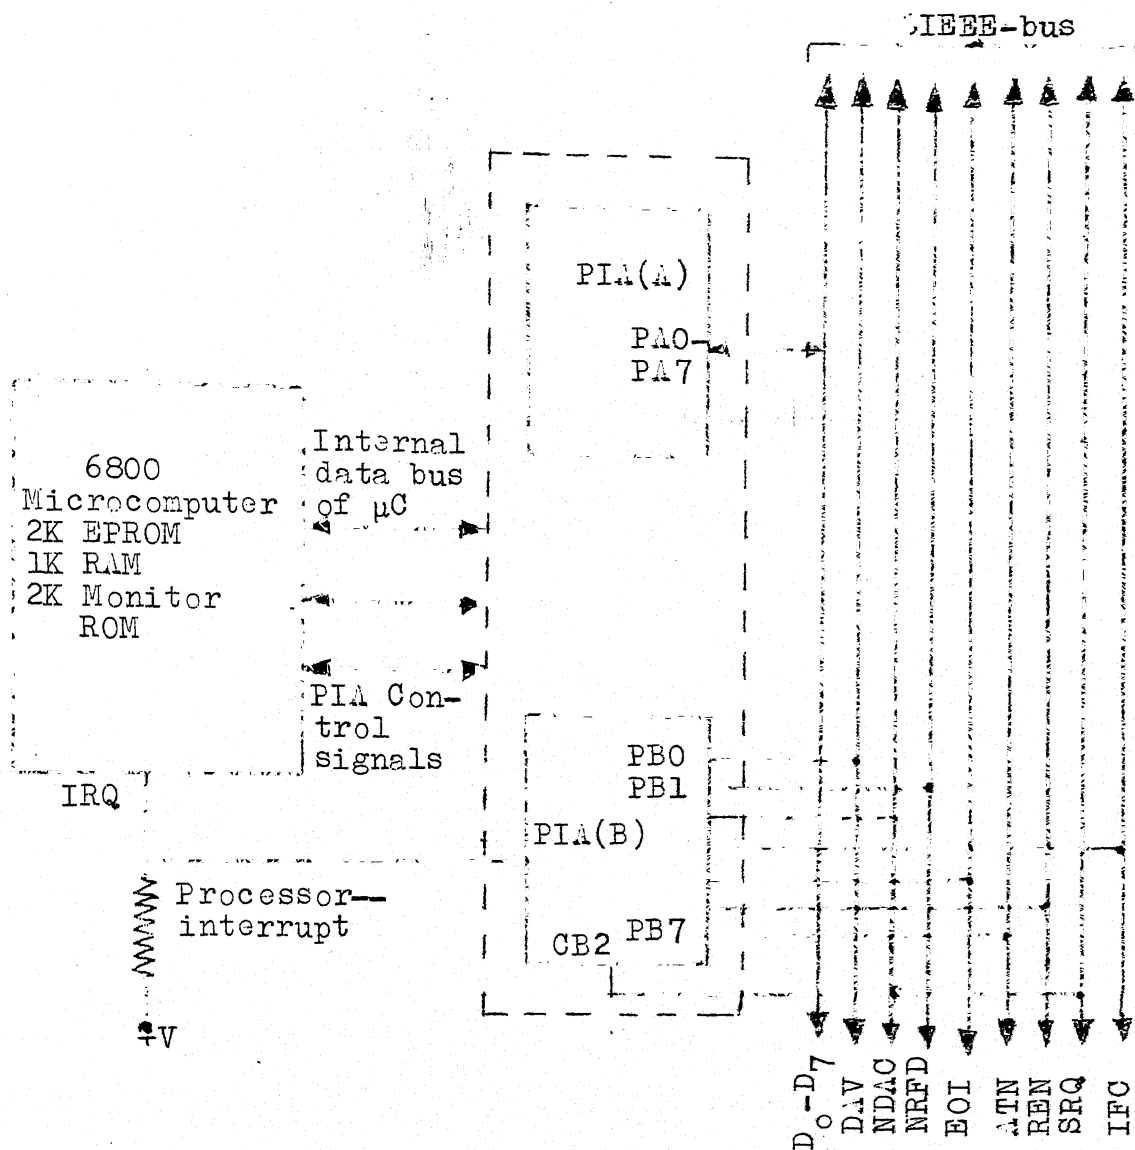 IEEE-bus
PIA(A)
PA0-
PA7
Internal
data bus
of µC
6800
Microcomputer
2K EPROM
1K RAM
2K Monitor
ROM
PIA Con-
trol
signals
IRQ
PB0
PB1
PIA(B)
PB7
CB2
Processor-
interrupt
+V
Do-D7
DAV
NDAC
NRFD
EOI
ATN
REN
SRQ
IFC